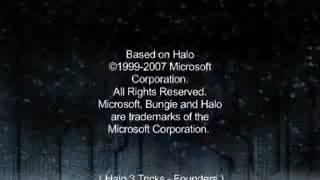 Based on Halo
©1999-2007 Microsoft
Corporation.
All Rights Reserved.
Microsoft, Bungie and Halo
are trademarks of the
Microsoft Corporation.
( Halo 3 Tricks - Founders )